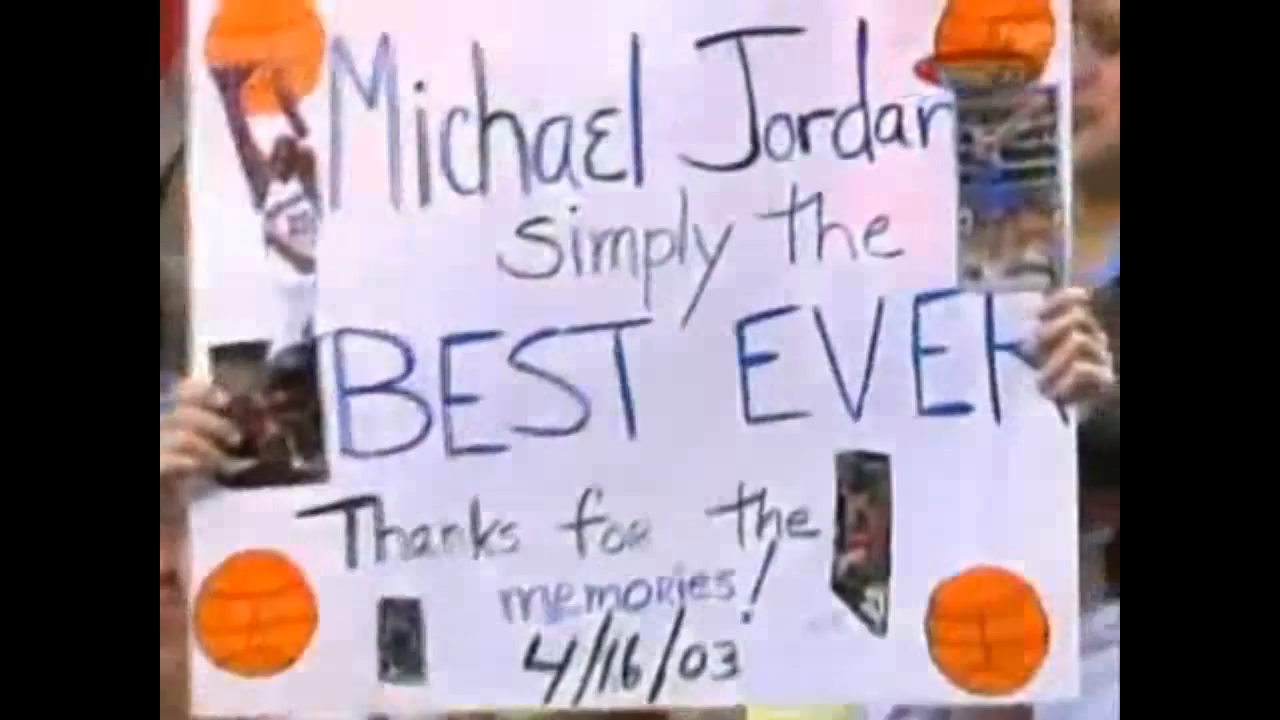 Michael Jordan
simply the
BEST EVER
Thanks for the
memories!
4/16/03